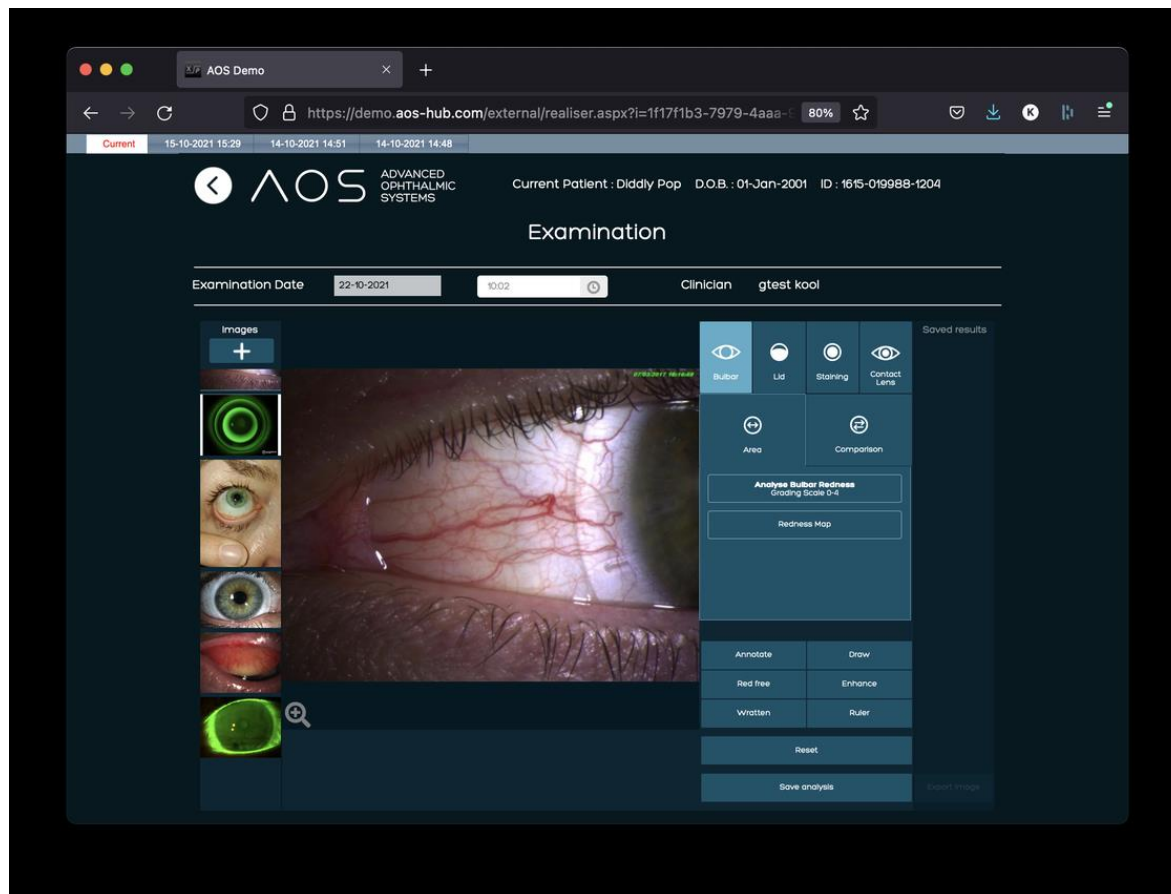 AOS Demo
https://demo.aos-hub.com/external/realiser.aspx?i=1f17f1b3-7979-4aaa- 80%
K
Current 15-10-2021 15:29 14-10-2021 14:51 14-10-2021 14:48
AOS ADVANCED
OPHTHALMIC
SYSTEMS
Current Patient : Diddly Pop D.O.B. : 01-Jan-2001 ID : 1615-019988-1204
Examination
Examination Date 22-10-2021 10:02 Clinician gtest kool
Images
Saved results
Bulbar Lid Staining Contact
Lens
Area Comparison
Analyse Bulbar Redness
Grading Scale 0-4
Redness Map
Annotate Draw
Red free Enhance
Wratten Ruler
Reset
Save analysis Export Image